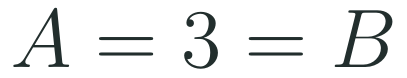 A = 3 = B